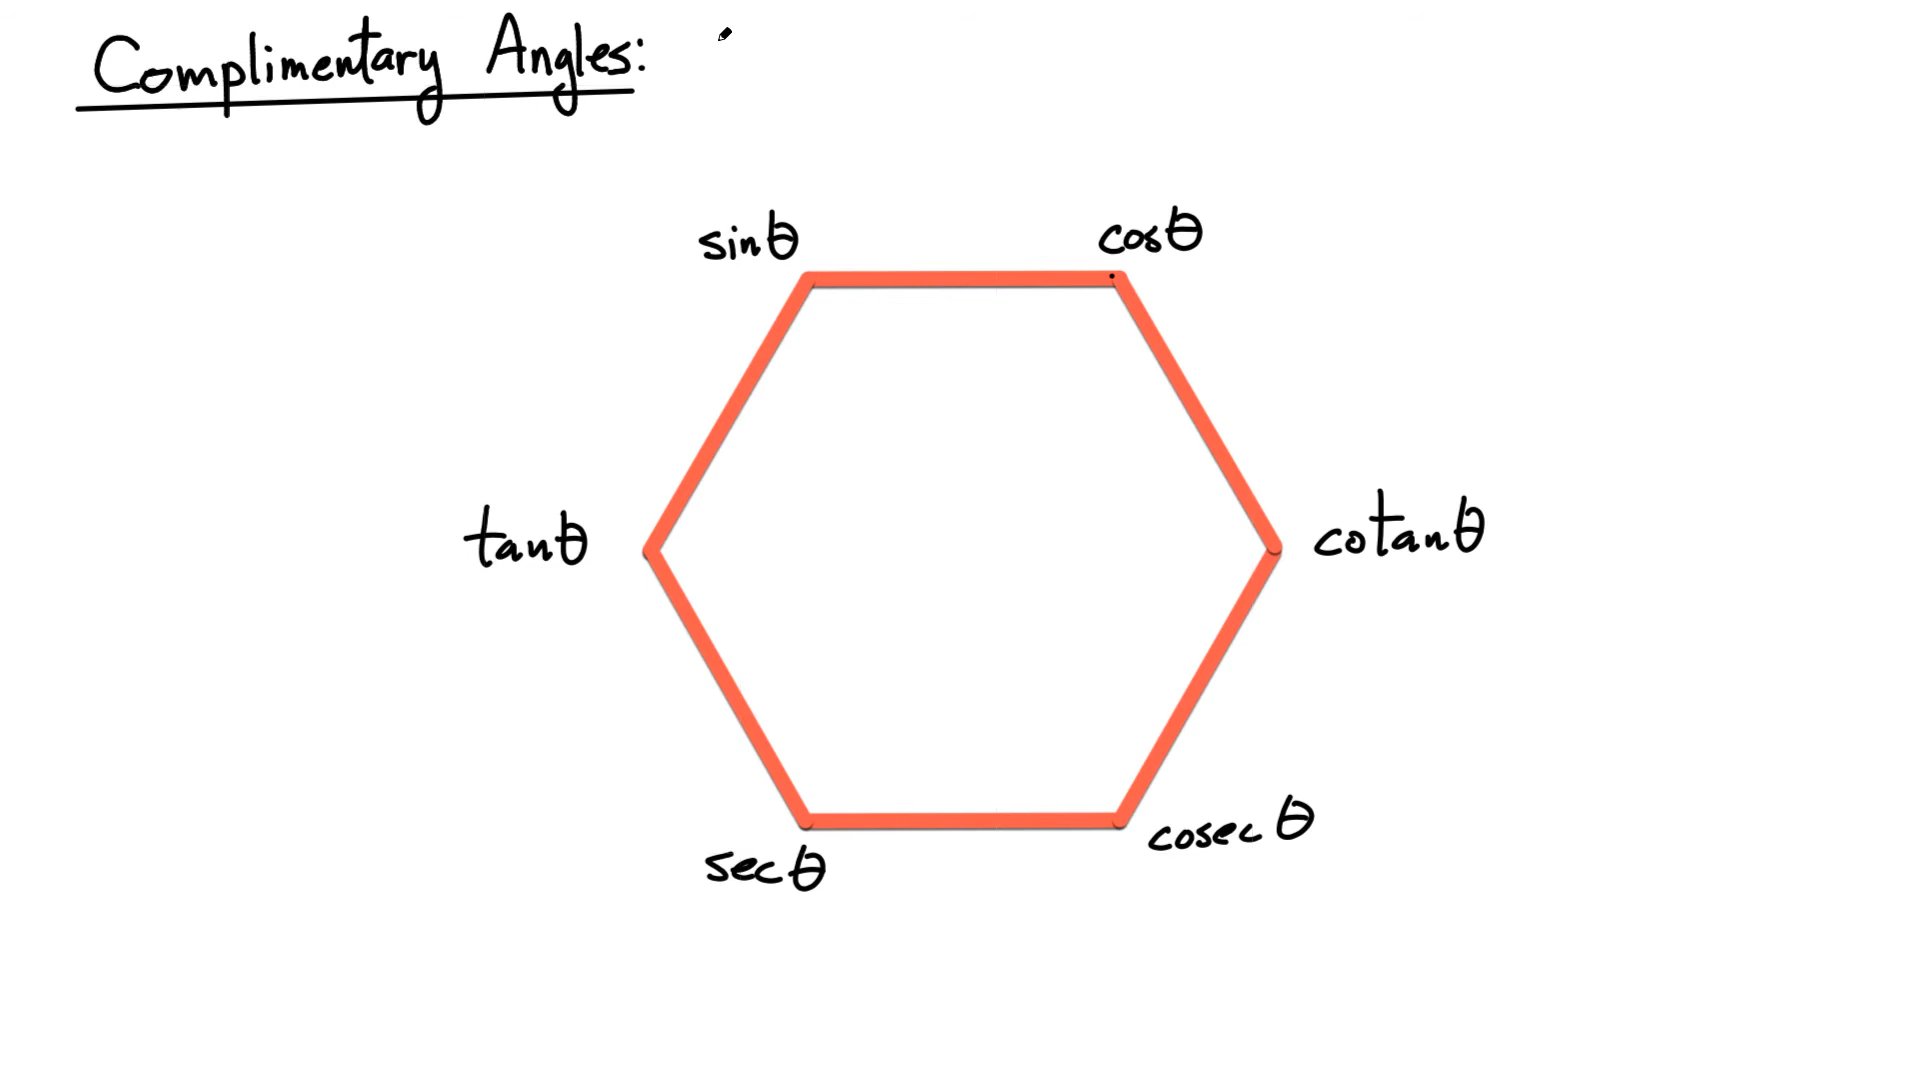 Complimentary Angles:
sinθ
cosθ
tanθ
cotanθ
secθ
cosec θ